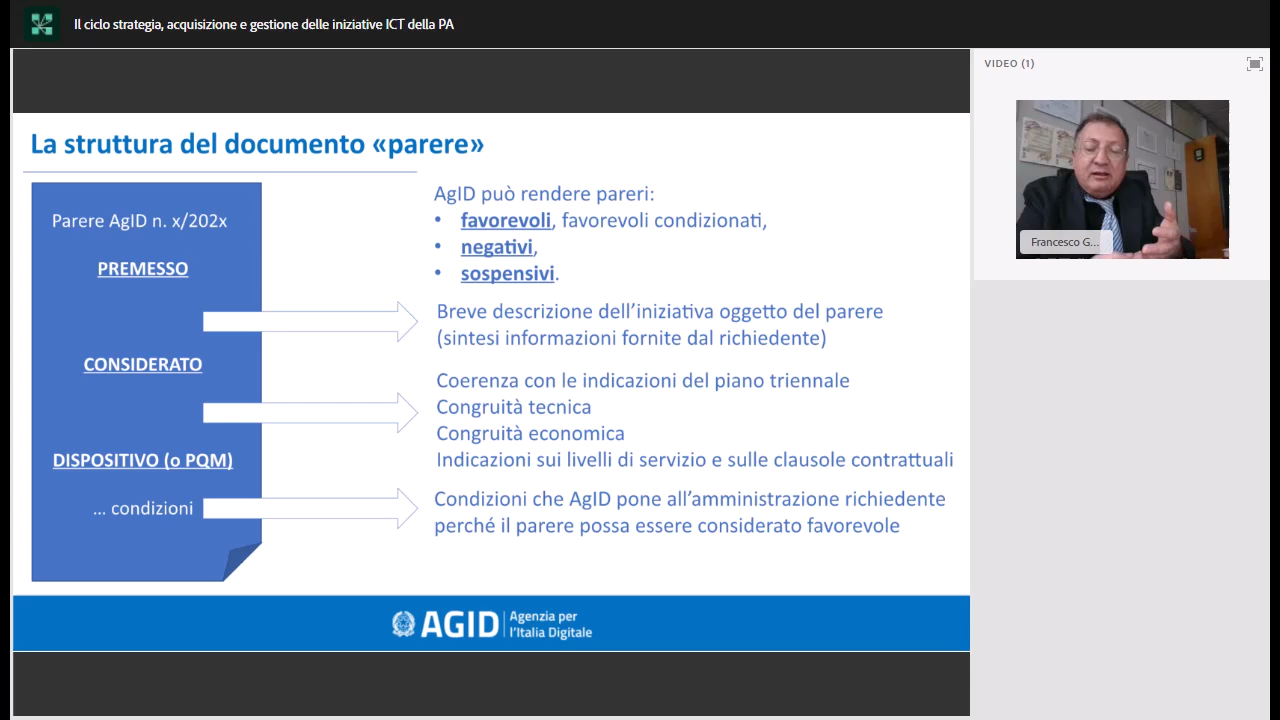 Il ciclo strategia, acquisizione e gestione delle iniziative ICT della PA
VIDEO (1)
Francesco G...
La struttura del documento «parere»
Parere AgID n. x/202x
PREMESSO
CONSIDERATO
DISPOSITIVO (o PQM)
... condizioni
AgID può rendere pareri:
• favorevoli, favorevoli condizionati,
• negativi,
• sospensivi.
Breve descrizione dell'iniziativa oggetto del parere
(sintesi informazioni fornite dal richiedente)
Coerenza con le indicazioni del piano triennale
Congruità tecnica
Congruità economica
Indicazioni sui livelli di servizio e sulle clausole contrattuali
Condizioni che AgID pone all'amministrazione richiedente
perché il parere possa essere considerato favorevole
AGID
Agenzia per
l'Italia Digitale